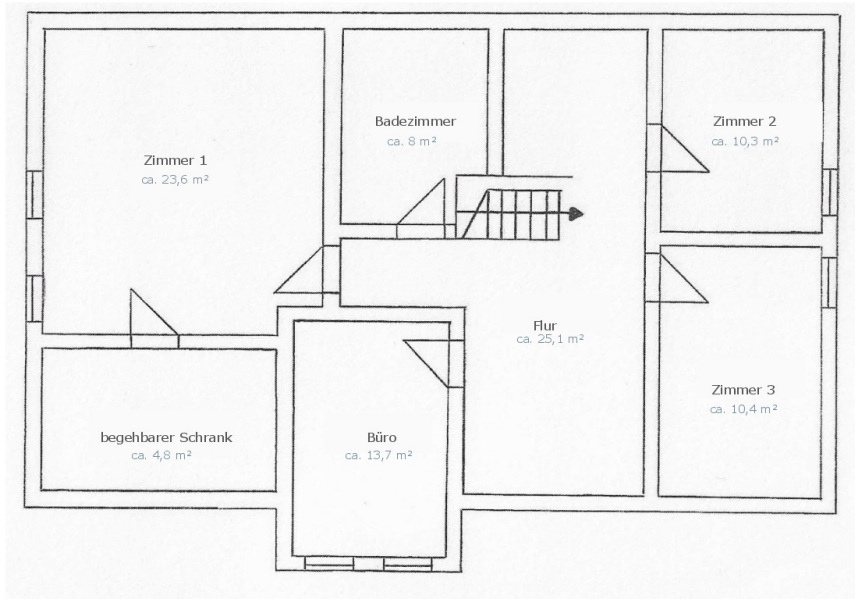 Zimmer 1
ca. 23,6 m²
Badezimmer
ca. 8 m²
Zimmer 2
ca. 10,3 m²
Flur
ca. 25,1 m²
Zimmer 3
ca. 10,4 m²
begehbarer Schrank
ca. 4,8 m²
Büro
ca. 13,7 m²